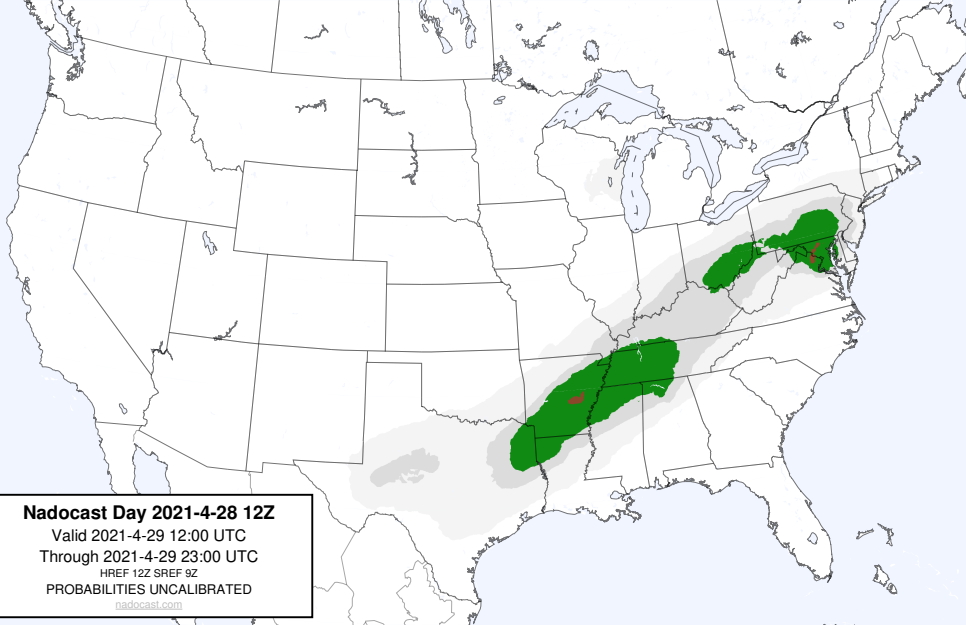 Nadocast Day 2021-4-28 12Z
Valid 2021-4-29 12:00 UTC
Through 2021-4-29 23:00 UTC
HREF 12Z SREF 9Z
PROBABILITIES UNCALIBRATED
nadocast.com